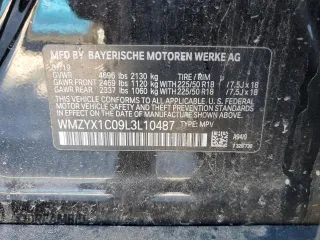 MFD BY BAYERISCHE MOTOREN WERKE AG
GVWR 4695 lbs 2130 kg TIRE / RIM
GAWR FRONT 2469 lbs 1120 kg WITH 225/50 R18 /7.5J x 18
GAWR REAR 2337 lbs 1060 kg WITH 225/50 R18 /7.5J x 18
THIS VEHICLE CONFORMS TO ALL APPLICABLE FEDERAL
MOTOR VEHICLE SAFETY, BUMPER, AND THEFT PREVENTION
STANDARDS IN EFFECT ON THE DATE OF MANUFACTURE
SHOWN ABOVE.
WMZYX1C09L3L10487 TYPE: MPV